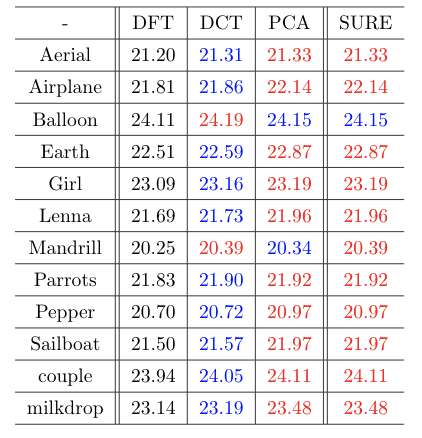 - DFT DCT PCA SURE
Aerial 21.20 21.31 21.33 21.33
Airplane 21.81 21.86 22.14 22.14
Balloon 24.11 24.19 24.15 24.15
Earth 22.51 22.59 22.87 22.87
Girl 23.09 23.16 23.19 23.19
Lenna 21.69 21.73 21.96 21.96
Mandrill 20.25 20.39 20.34 20.39
Parrots 21.83 21.90 21.92 21.92
Pepper 20.70 20.72 20.97 20.97
Sailboat 21.50 21.57 21.97 21.97
couple 23.94 24.05 24.11 24.11
milkdrop 23.14 23.19 23.48 23.48